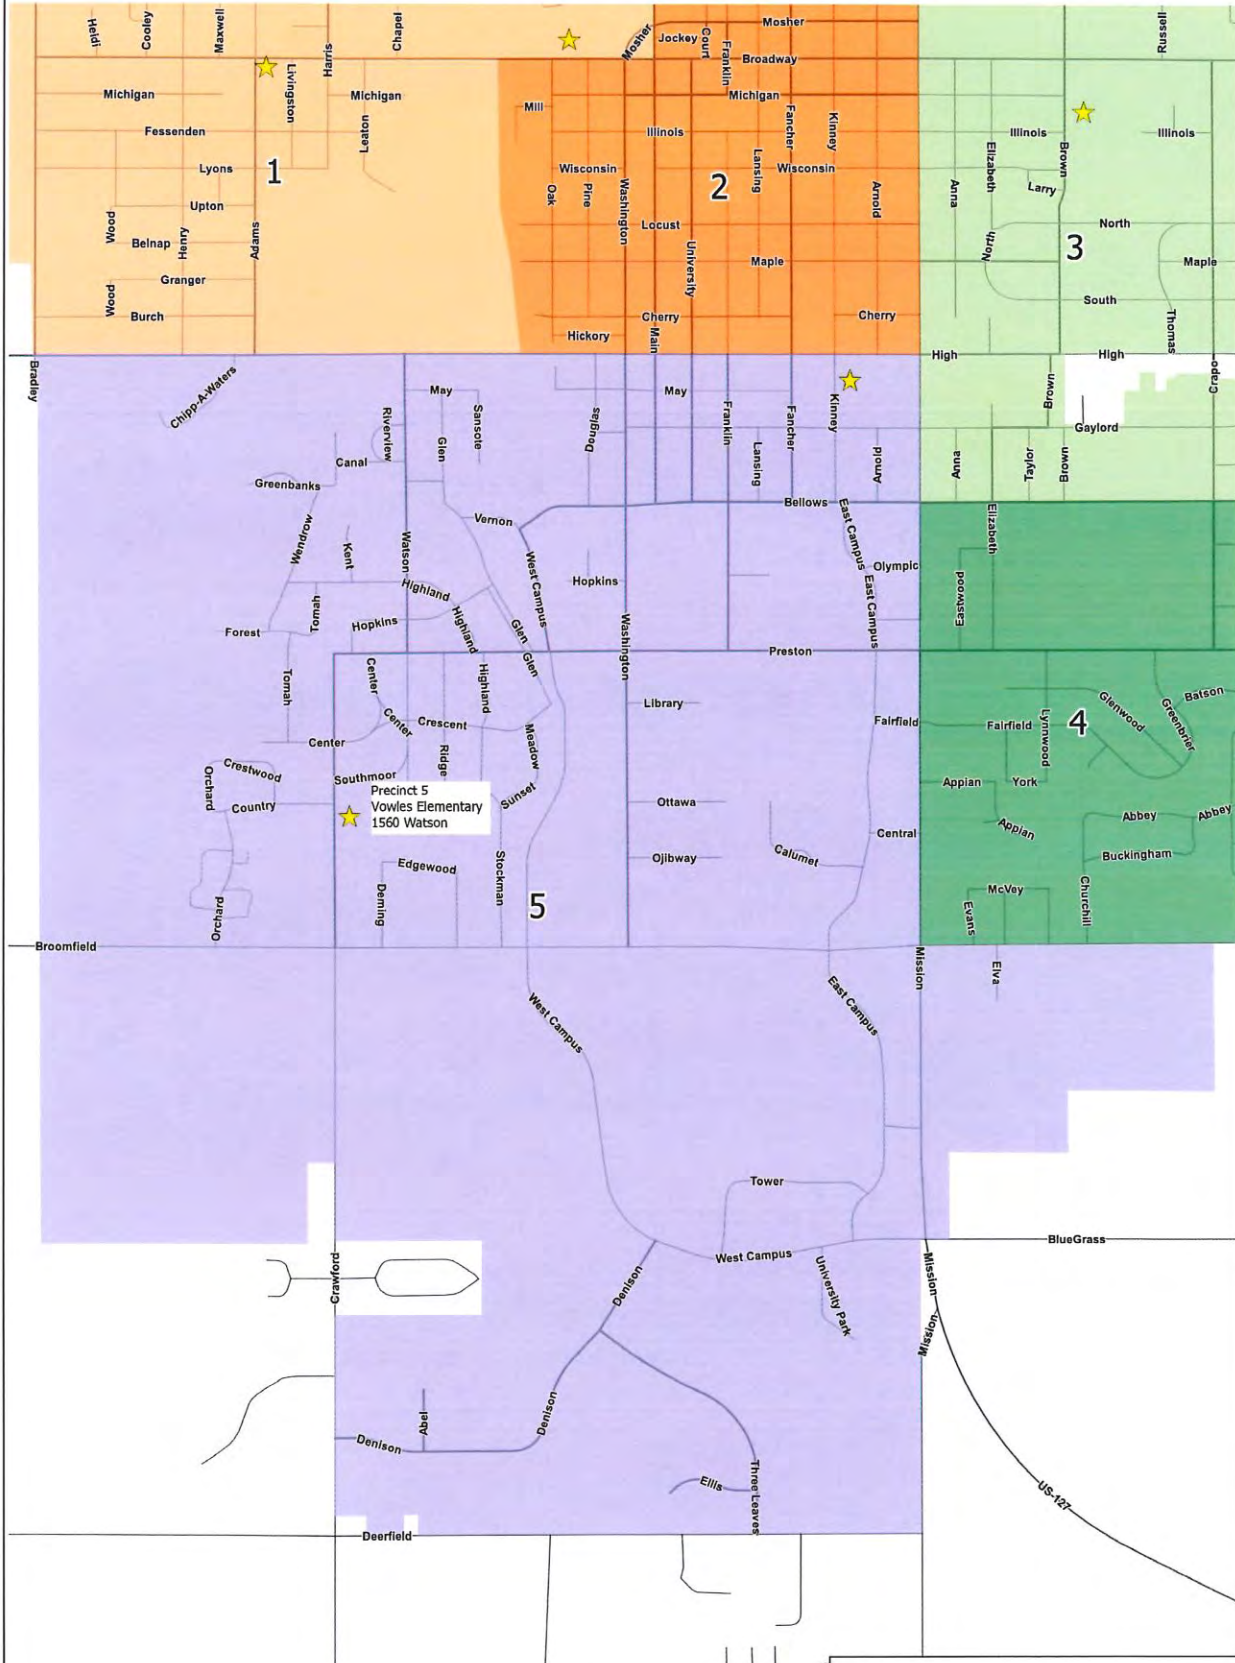 Heidi
Cooley
Maxwell
Harris
Chapel
Mosher
Jockey
Court
Franklin
Mosher
Russell
Broadway
Michigan
Livingston
Michigan
Leaton
Mill
Michigan
Fessenden
Illinois
Fancher
Kinney
Illinois
Brown
Illinois
Lyons
1
Wisconsin
Lansing
Wisconsin
Elizabeth
Larry
Oak
Pine
Washington
2
Arnold
Anna
Upton
Wood
Belnap
Henry
Adams
Locust
University
North
North
3
Maple
Maple
Granger
Wood
Burch
South
Thomas
Cherry
Cherry
Hickory
Main
High
High
Bradley
Chipp-A-Waters
May
Sansote
Riverview
Glen
Douglas
May
Franklin
Fancher
Kinney
Brown
Crapo
Gaylord
Canal
Greenbanks
Lansing
Arnold
Anna
Taylor
Brown
Bellows
Vernon
Wendrow
Kent
Watson
West Campus
East Campus
Olympic
Elizabeth
Hopkins
Highland
Tomah
Hopkins
Highland
Glen
East Campus
Eastwood
Forest
Washington
Preston
Glen
Tomah
Center
Highland
Library
Batson
Center
Crescent
Meadow
Fairfield
Fairfield
Lynnwood
4
Glenwood
Greenbrier
Center
Ridge
Crestwood
Orchard
Southmoor
Appian
York
Precinct 5
Vowles Elementary
1560 Watson
Country
Sunset
Ottawa
Abbey
Abbey
Appian
Central
Calumet
Ojibway
Buckingham
Edgewood
Stockman
Deming
McVey
Churchill
Evans
Orchard
5
Broomfield
Mission
Elva
West Campus
East Campus
Tower
BlueGrass
West Campus
Crawford
Denison
University Park
Mission
Mission
Abel
Denison
Denison
Ellis
Three Leaves
US-127
Deerfield